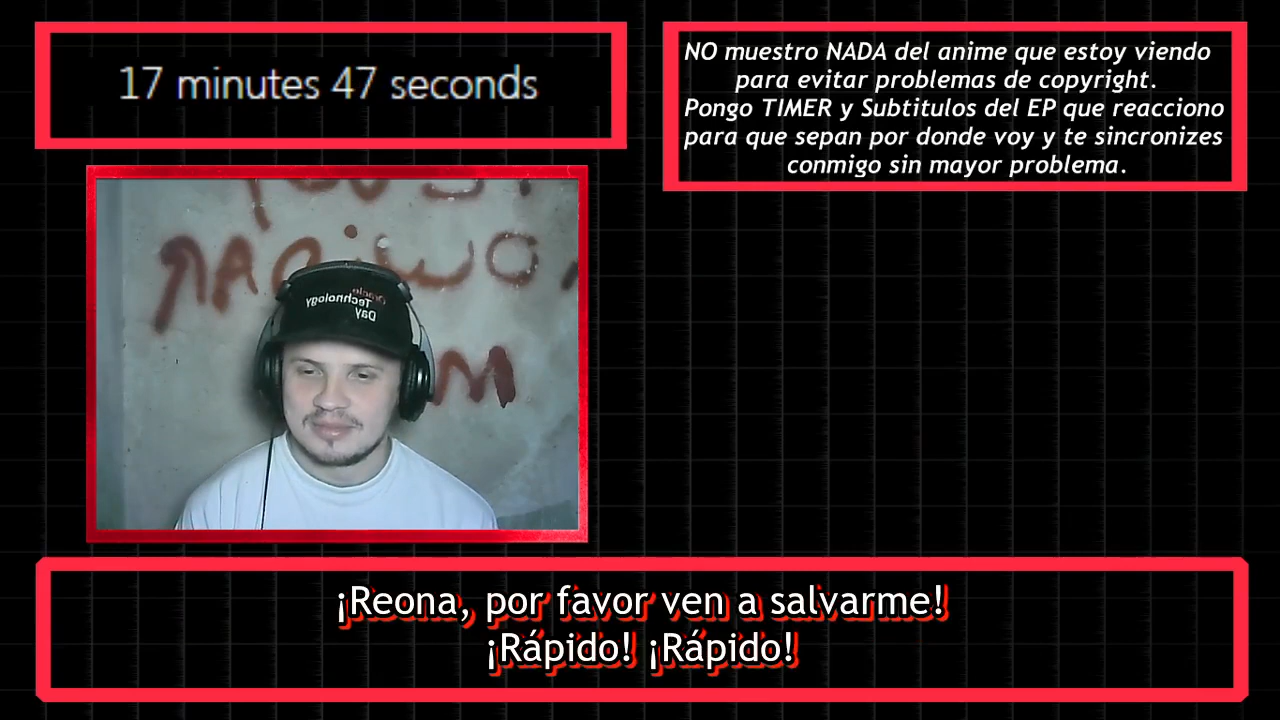 17 minutes 47 seconds
NO muestro NADA del anime que estoy viendo
para evitar problemas de copyright.
Pongo TIMER y Subtitulos del EP que reacciono
para que sepan por donde voy y te sincronizes
conmigo sin mayor problema.
Oracle
Technology
Day
M
¡Reona, por favor ven a salvarme!
¡Rápido! ¡Rápido!